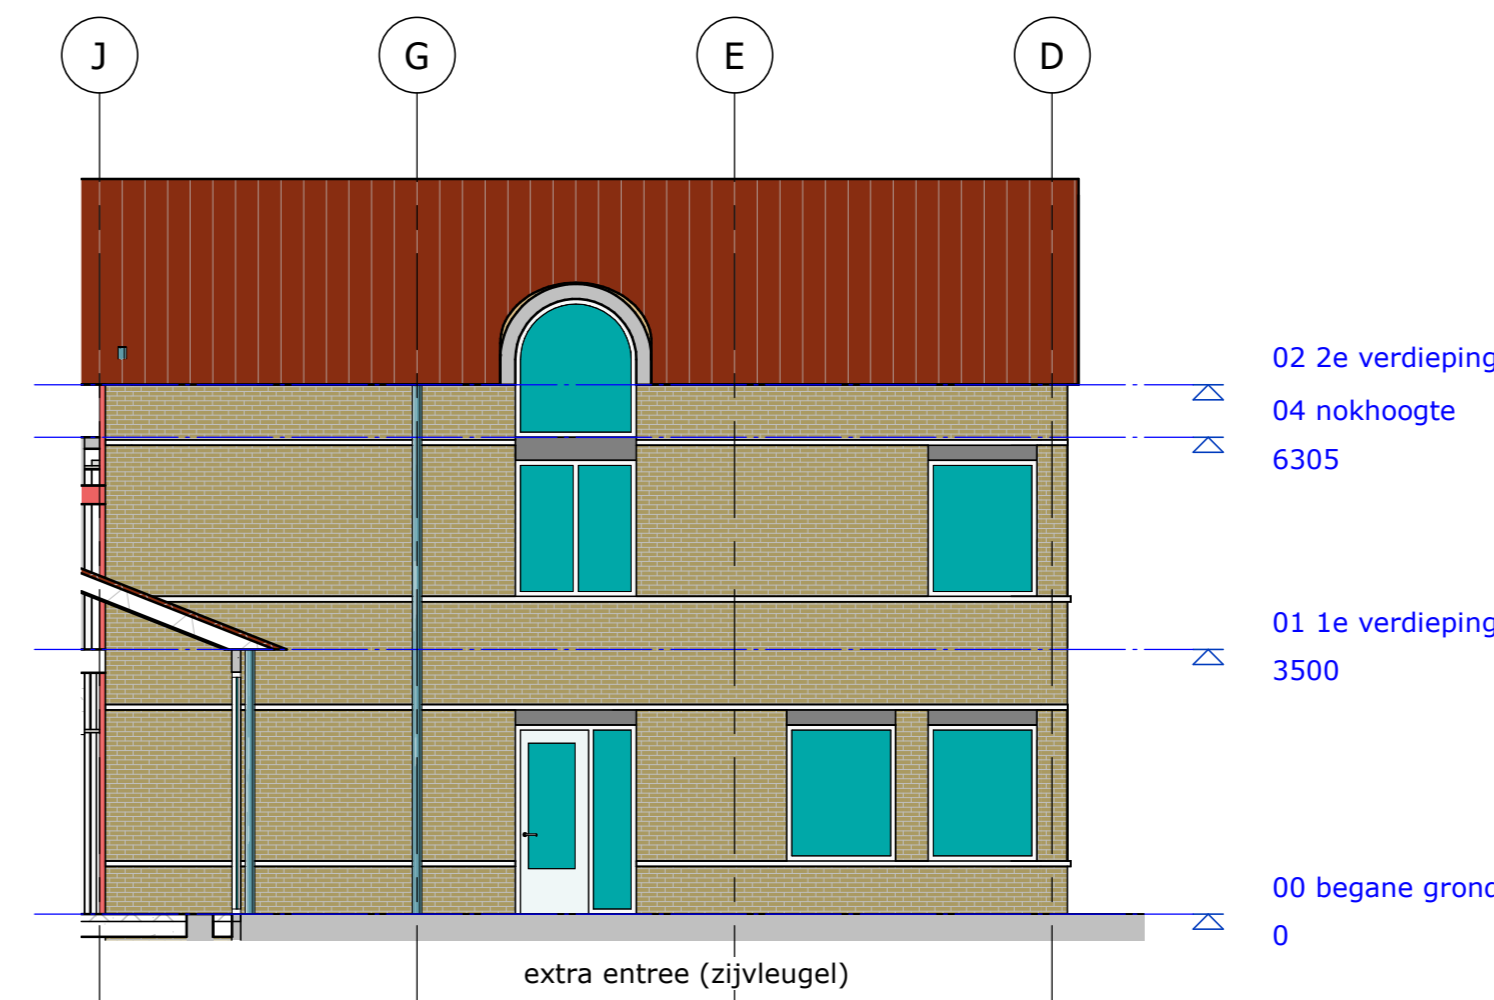 J G E D
02 2e verdieping
04 nokhoogte
6305
01 1e verdieping
3500
00 begane grond
0
extra entree (zijvleugel)